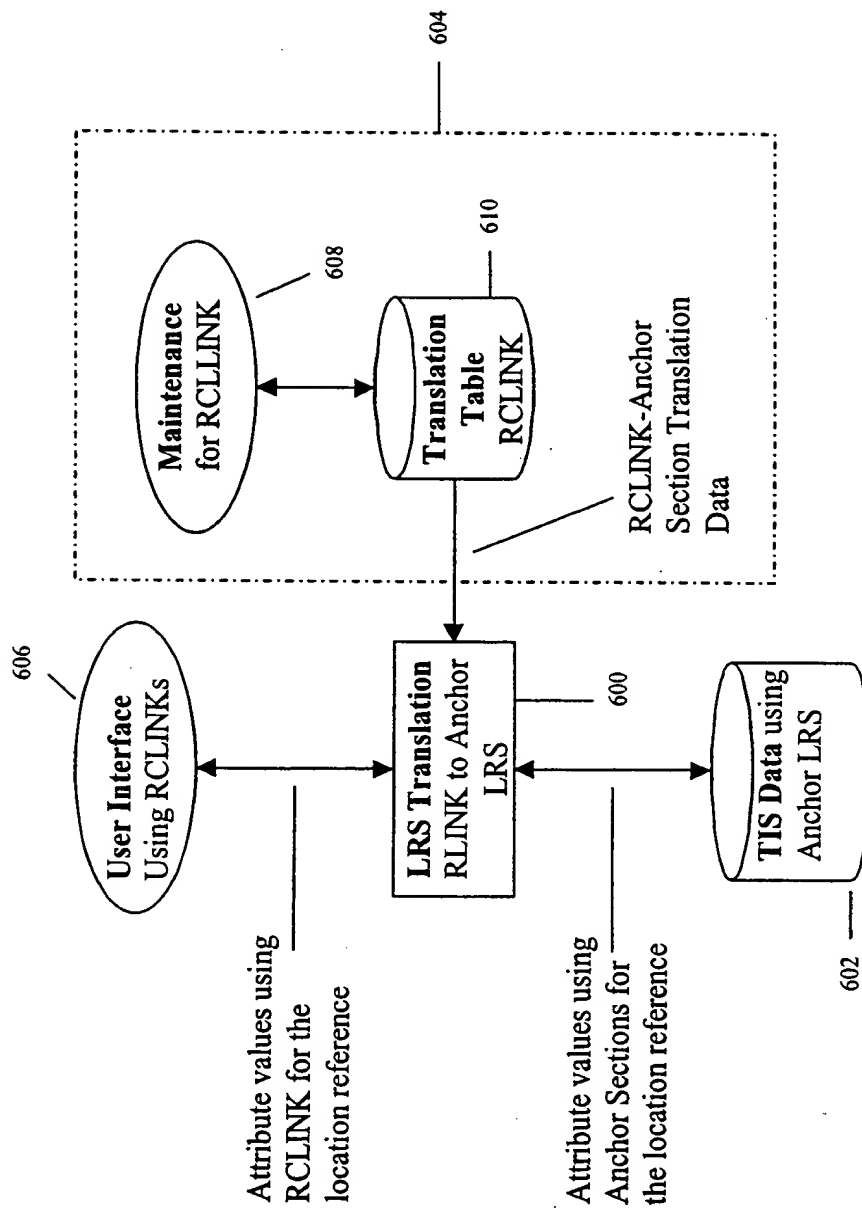 606
User Interface
Using RCLINKs
Attribute values using
RCLINK for the
location reference
LRS Translation
RLINK to Anchor
LRS
600
Attribute values using
Anchor Sections for
the location reference
TIS Data using
Anchor LRS
602
604
Maintenance
for RCLLINK
608
Translation
Table
RCLINK
610
RCLINK-Anchor
Section Translation
Data